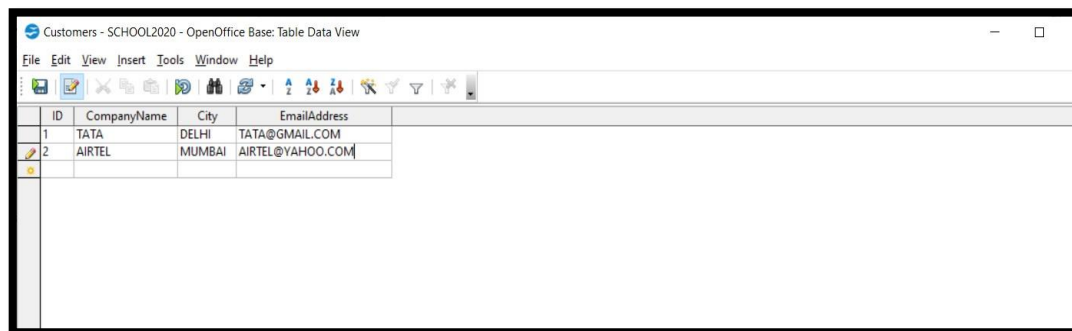 Customers - SCHOOL2020 - OpenOffice Base: Table Data View
File Edit View Insert Tools Window Help
ID CompanyName City EmailAddress
1 TATA DELHI TATA@GMAIL.COM
2 AIRTEL MUMBAI AIRTEL@YAHOO.COM